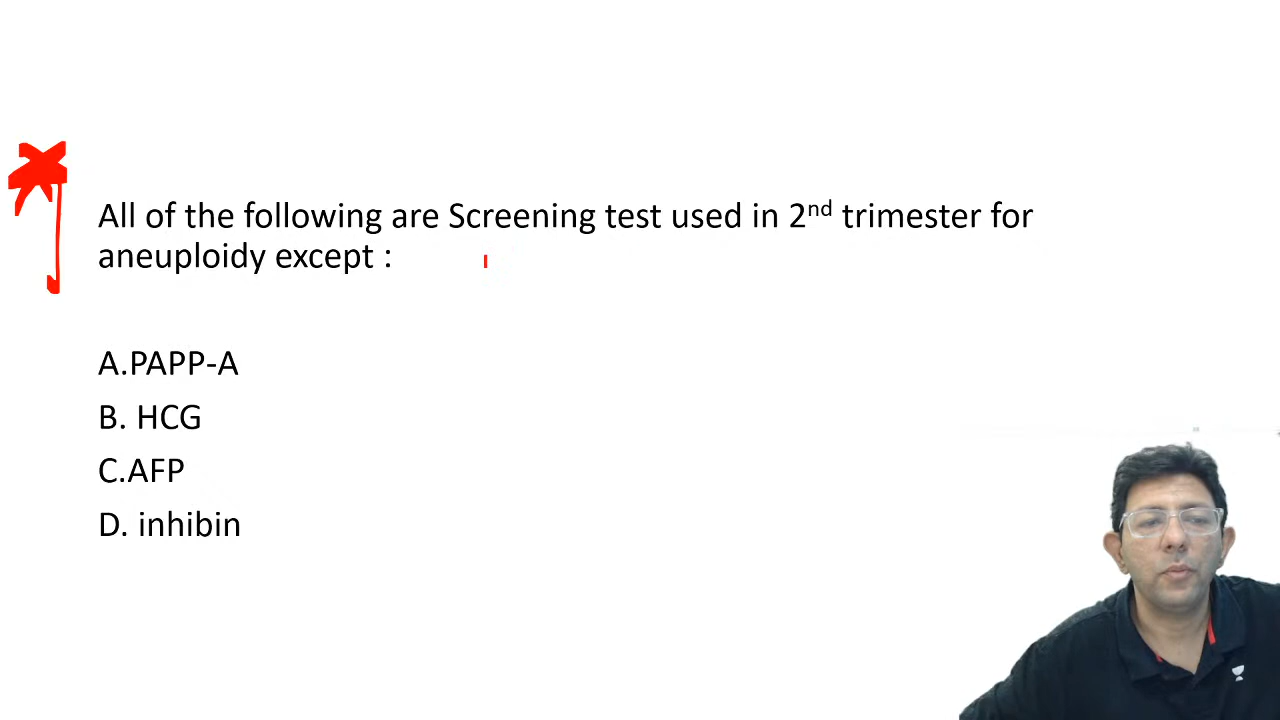 All of the following are Screening test used in 2nd trimester for
aneuploidy except :
A.PAPP-A
B. HCG
C.AFP
D. inhibin